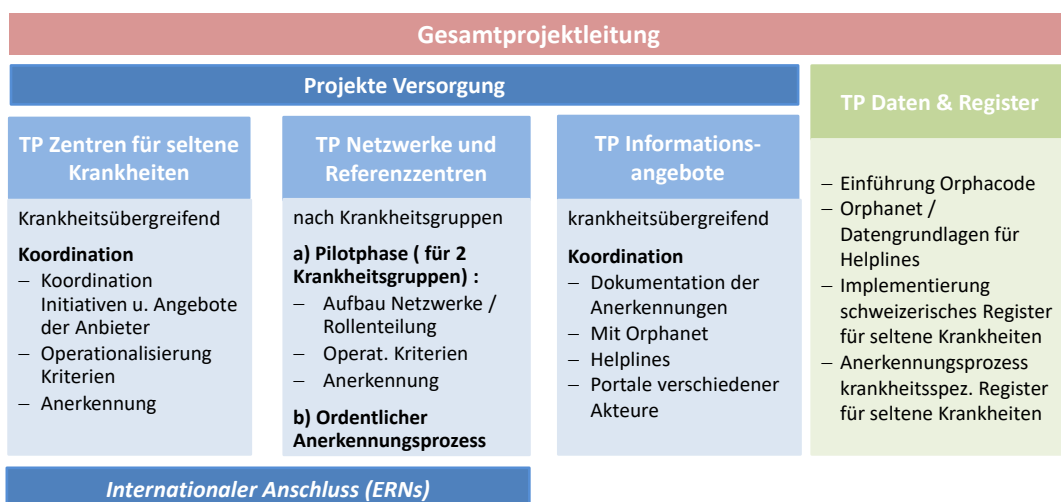 Gesamtprojektleitung
Projekte Versorgung
TP Zentren für seltene
Krankheiten
Krankheitsübergreifend
Koordination
– Koordination
Initiativen u. Angebote
der Anbieter
– Operationalisierung
Kriterien
– Anerkennung
TP Netzwerke und
Referenzzentren
nach Krankheitsgruppen
a) Pilotphase ( für 2
Krankheitsgruppen) :
– Aufbau Netzwerke /
Rollenteilung
– Operat. Kriterien
– Anerkennung
b) Ordentlicher
Anerkennungsprozess
TP Informations-
angebote
krankheitsübergreifend
Koordination
– Dokumentation der
Anerkennungen
– Mit Orphanet
– Helplines
– Portale verschiedener
Akteure
TP Daten & Register
– Einführung Orphacode
– Orphanet /
Datengrundlagen für
Helplines
– Implementierung
schweizerisches Register
für seltene Krankheiten
– Anerkennungsprozess
krankheitsspez. Register
für seltene Krankheiten
Internationaler Anschluss (ERNs)